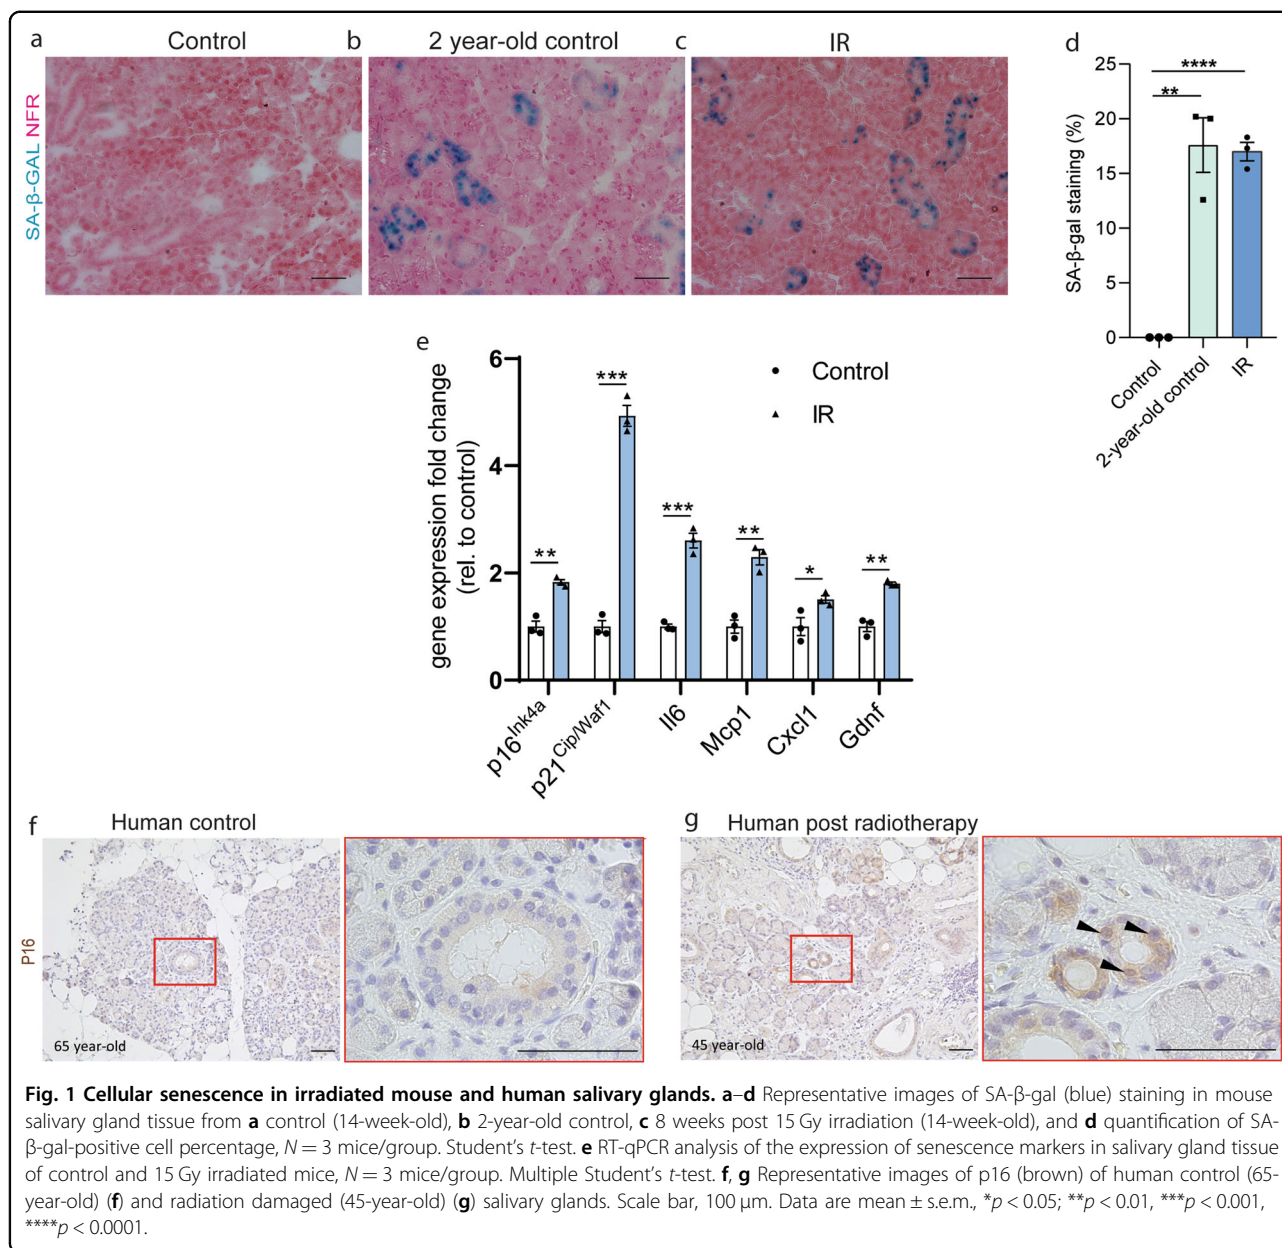 a Control b 2 year-old control c IR
SA-β-GAL NFR
d
25
20
15
10
5
0
SA-β-gal staining (%)
**
****
Control
2-year-old control
IR
e
6
4
2
0
gene expression fold change
(rel. to control)
Control
IR
**
***
***
**
*
**
p16Ink4a
p21Cip/Waf1
Il6
Mcp1
Cxcl1
Gdnf
f Human control
P16
65 year-old
g Human post radiotherapy
45 year-old
Fig. 1 Cellular senescence in irradiated mouse and human salivary glands. a–d Representative images of SA-β-gal (blue) staining in mouse
salivary gland tissue from a control (14-week-old), b 2-year-old control, c 8 weeks post 15 Gy irradiation (14-week-old), and d quantification of SA-
β-gal-positive cell percentage, N = 3 mice/group. Student's t-test. e RT-qPCR analysis of the expression of senescence markers in salivary gland tissue
of control and 15 Gy irradiated mice, N = 3 mice/group. Multiple Student's t-test. f, g Representative images of p16 (brown) of human control (65-
year-old) (f) and radiation damaged (45-year-old) (g) salivary glands. Scale bar, 100 μm. Data are mean ± s.e.m., *p < 0.05; **p < 0.01, ***p < 0.001,
****p < 0.0001.